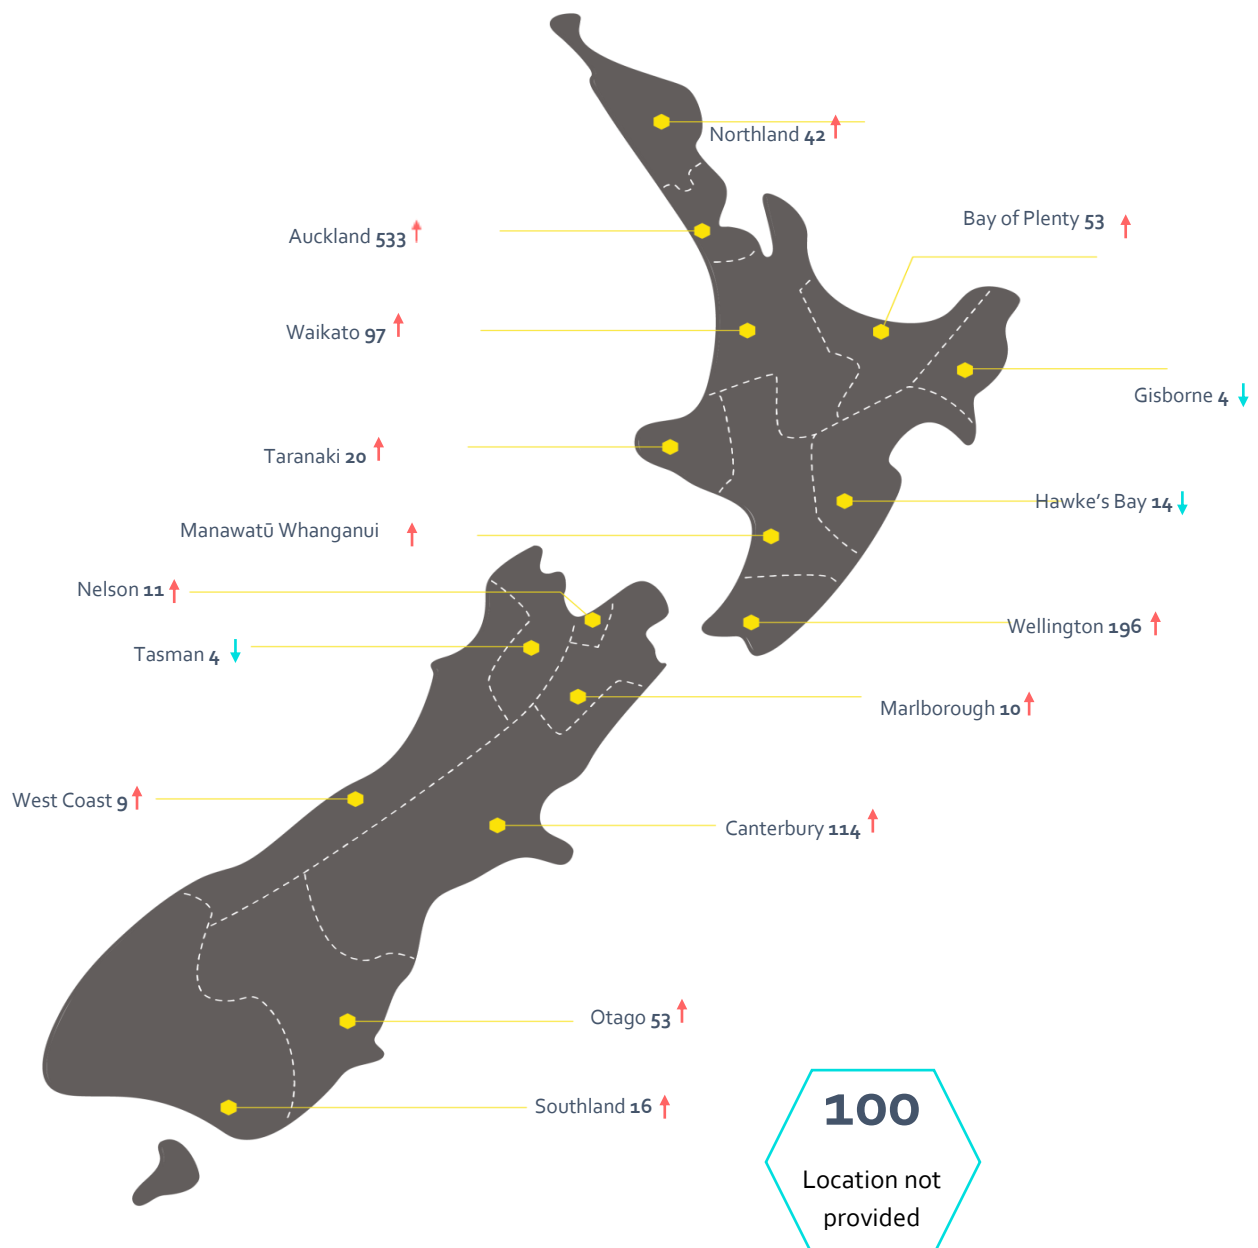 Northland 42
Bay of Plenty 53
Auckland 533
Waikato 97
Gisborne 4
Taranaki 20
Hawke’s Bay 14
Manawatū Whanganui
Nelson 11
Wellington 196
Tasman 4
Marlborough 10
West Coast 9
Canterbury 114
Otago 53
Southland 16
100
Location not
provided